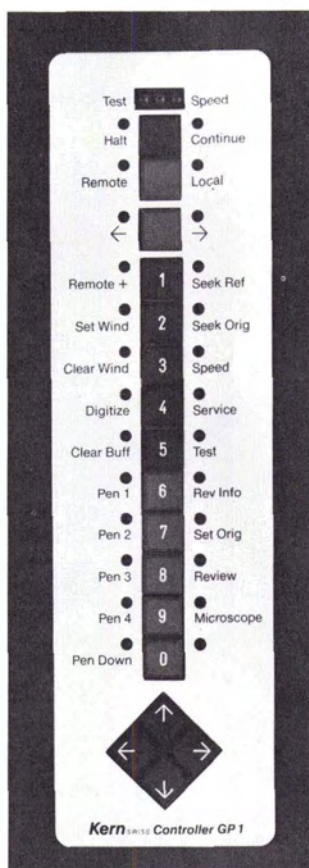 Test Speed
Halt Continue
Remote Local
← →
Remote + 1 Seek Ref
Set Wind 2 Seek Orig
Clear Wind 3 Speed
Digitize 4 Service
Clear Buff 5 Test
Pen 1 6 Rev Info
Pen 2 7 Set Orig
Pen 3 8 Review
Pen 4 9 Microscope
Pen Down 0
↑
← →
↓
Kern SWISS Controller GP 1